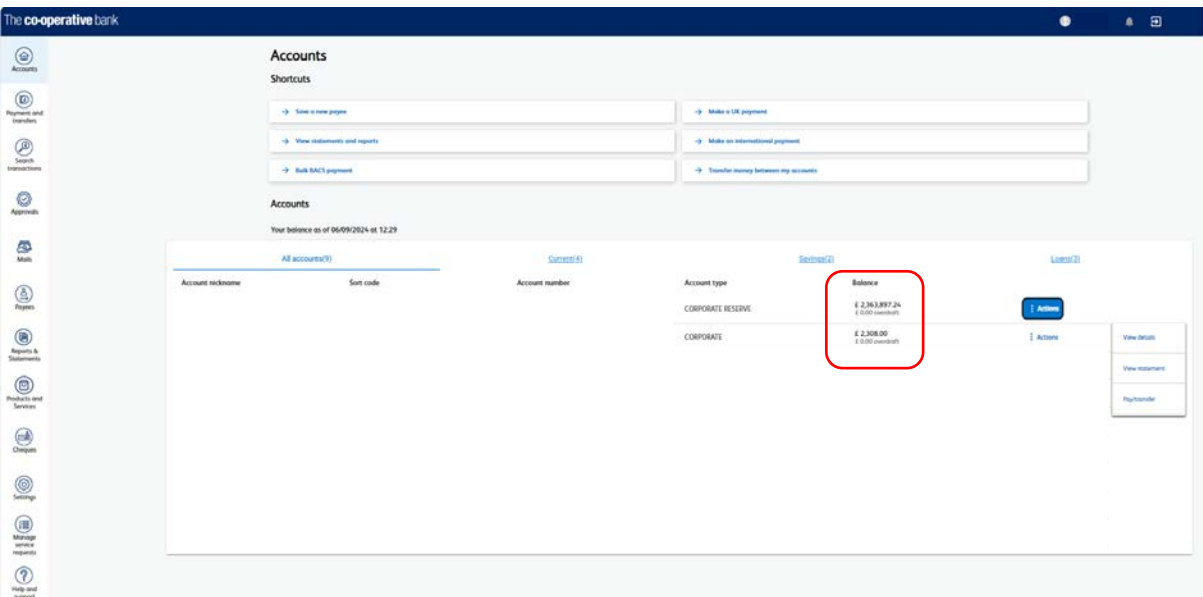 The co-operative bank
Accounts
Payment and
transfers
Search
transactions
Approvals
Mails
Payees
Reports &
Statements
Products and
Services
Cheques
Settings
Manage
service
requests
Help and
support
Accounts
Shortcuts
→ Save a new payee
→ Make a UK payment
→ View statements and reports
→ Make an international payment
→ Bulk BACS payment
→ Transfer money between my accounts
Accounts
Your balance as of 06/09/2024 at 12:29
All accounts(9) Current(4) Savings(2) Loans(3)
Account nickname Sort code Account number Account type Balance
CORPORATE RESERVE £ 2,363,897.24 Actions
£ 0.00 overdraft
CORPORATE £ 2,308.00 Actions
£ 0.00 overdraft
View details
View statement
Pay/transfer